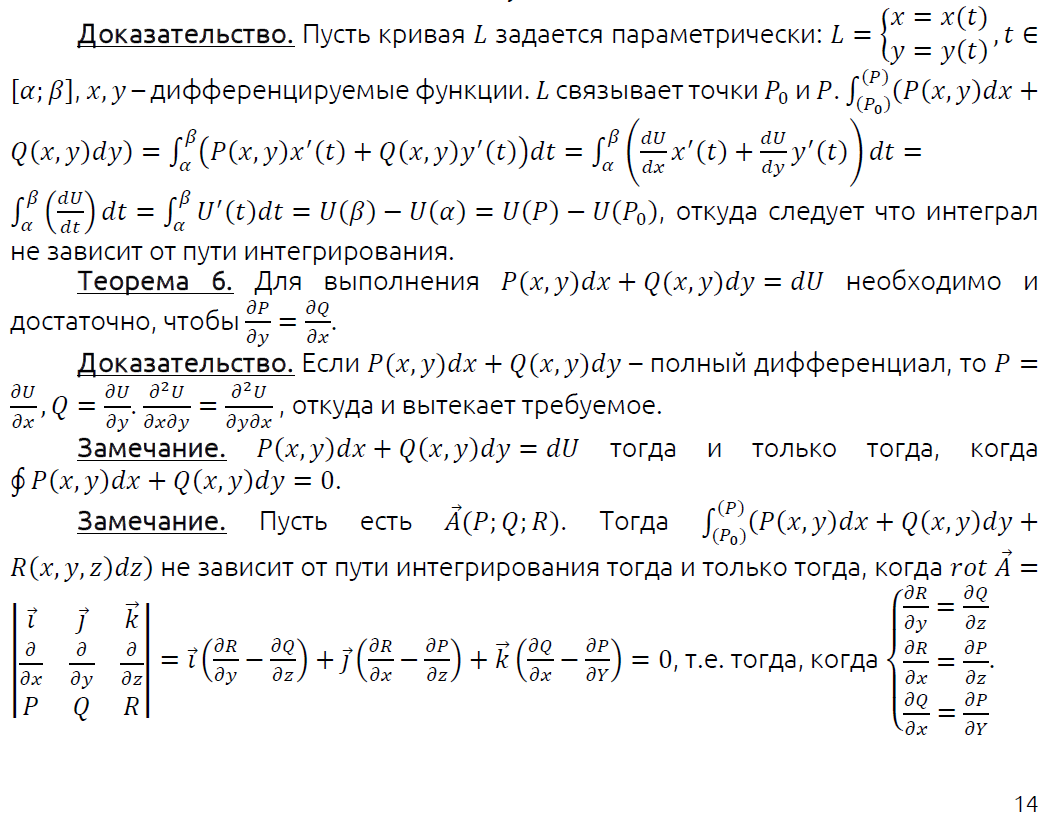 Доказательство. Пусть кривая $L$ задается параметрически: $L = \begin{cases} x = x(t) \\ y = y(t) \end{cases}, t \in$
$[\alpha; \beta]$, $x, y$ – дифференцируемые функции. $L$ связывает точки $P_0$ и $P$. $\int_{(P_0)}^{(P)} (P(x, y)dx +$
$Q(x, y)dy) = \int_{\alpha}^{\beta} (P(x, y)x'(t) + Q(x, y)y'(t))dt = \int_{\alpha}^{\beta} \left(\frac{dU}{dx}x'(t) + \frac{dU}{dy}y'(t)\right) dt =$
$\int_{\alpha}^{\beta} \left(\frac{dU}{dt}\right) dt = \int_{\alpha}^{\beta} U'(t)dt = U(\beta) - U(\alpha) = U(P) - U(P_0)$, откуда следует что интеграл
не зависит от пути интегрирования.
Теорема 6. Для выполнения $P(x, y)dx + Q(x, y)dy = dU$ необходимо и
достаточно, чтобы $\frac{\partial P}{\partial y} = \frac{\partial Q}{\partial x}$.
Доказательство. Если $P(x, y)dx + Q(x, y)dy$ – полный дифференциал, то $P =$
$\frac{\partial U}{\partial x}, Q = \frac{\partial U}{\partial y}. \frac{\partial^2 U}{\partial x \partial y} = \frac{\partial^2 U}{\partial y \partial x}$ , откуда и вытекает требуемое.
Замечание. $P(x, y)dx + Q(x, y)dy = dU$ тогда и только тогда, когда
$\oint P(x, y)dx + Q(x, y)dy = 0$.
Замечание. Пусть есть $\vec{A}(P; Q; R)$. Тогда $\int_{(P_0)}^{(P)} (P(x, y)dx + Q(x, y)dy +$
$R(x, y, z)dz)$ не зависит от пути интегрирования тогда и только тогда, когда $rot\ \vec{A} =$
$\begin{vmatrix} \vec{\imath} & \vec{\jmath} & \vec{k} \\ \frac{\partial}{\partial x} & \frac{\partial}{\partial y} & \frac{\partial}{\partial z} \\ P & Q & R \end{vmatrix} = \vec{\imath}\left(\frac{\partial R}{\partial y} - \frac{\partial Q}{\partial z}\right) + \vec{\jmath}\left(\frac{\partial R}{\partial x} - \frac{\partial P}{\partial z}\right) + \vec{k}\left(\frac{\partial Q}{\partial x} - \frac{\partial P}{\partial Y}\right) = 0$, т.е. тогда, когда $\begin{cases} \frac{\partial R}{\partial y} = \frac{\partial Q}{\partial z} \\ \frac{\partial R}{\partial x} = \frac{\partial P}{\partial z} \\ \frac{\partial Q}{\partial x} = \frac{\partial P}{\partial Y} \end{cases}$.
14